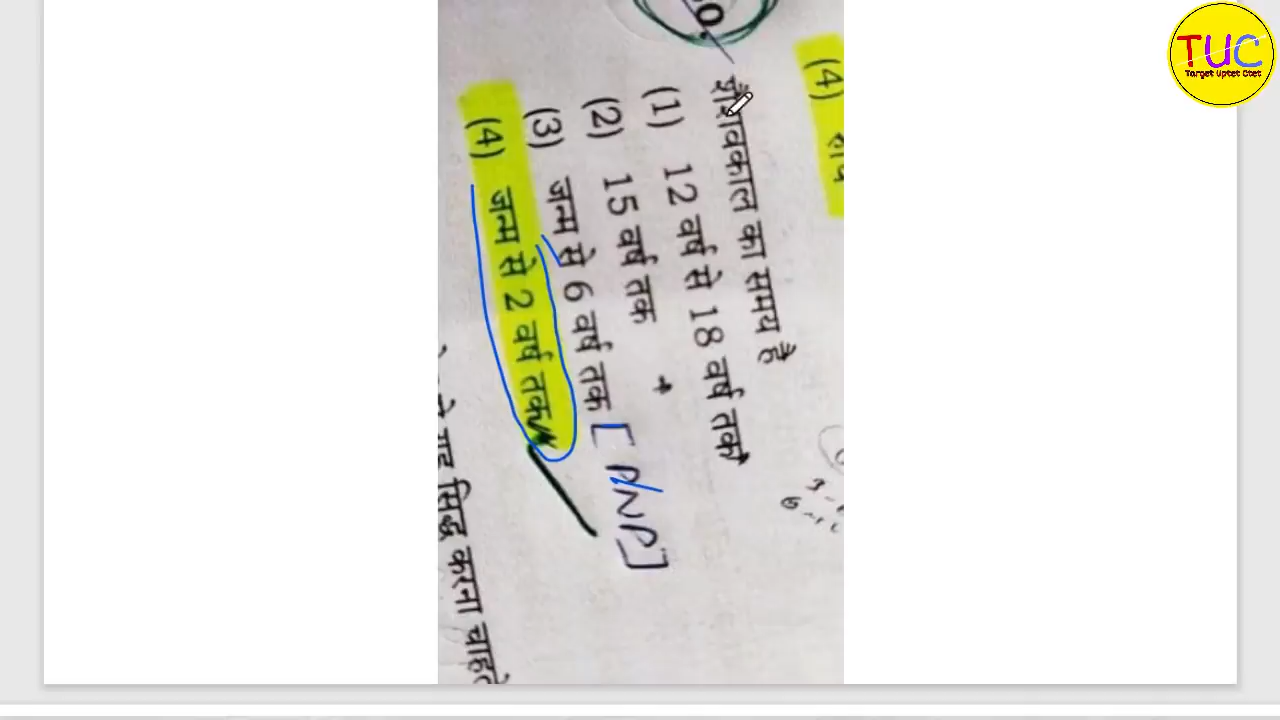 TUC
Target Uptet Ctet
(4)
0.
शैशवकाल का समय है
(1) 12 वर्ष से 18 वर्ष तक
(2) 15 वर्ष तक
(3) जन्म से 6 वर्ष तक [PNP]
(4) जन्म से 2 वर्ष तक
सिद्ध करना चाहते